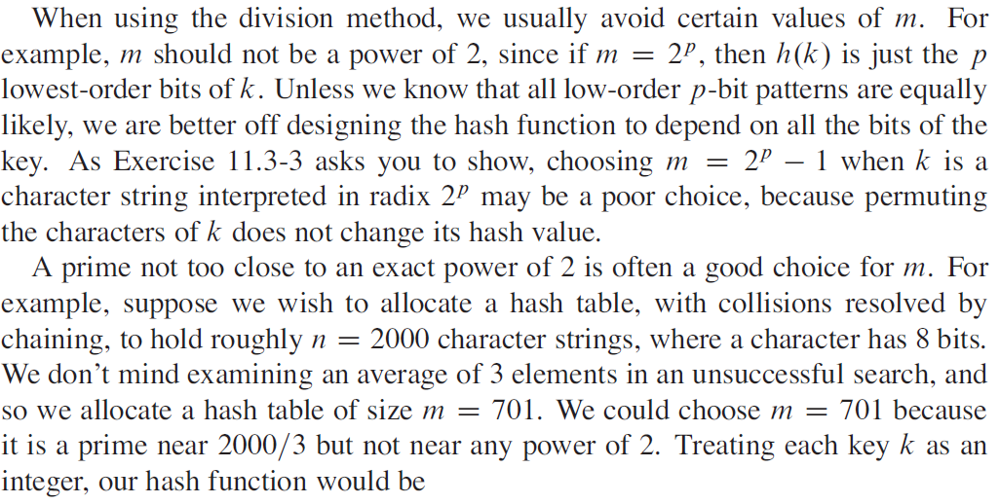 When using the division method, we usually avoid certain values of m. For
example, m should not be a power of 2, since if m = 2^p, then h(k) is just the p
lowest-order bits of k. Unless we know that all low-order p-bit patterns are equally
likely, we are better off designing the hash function to depend on all the bits of the
key. As Exercise 11.3-3 asks you to show, choosing m = 2^p − 1 when k is a
character string interpreted in radix 2^p may be a poor choice, because permuting
the characters of k does not change its hash value.
A prime not too close to an exact power of 2 is often a good choice for m. For
example, suppose we wish to allocate a hash table, with collisions resolved by
chaining, to hold roughly n = 2000 character strings, where a character has 8 bits.
We don't mind examining an average of 3 elements in an unsuccessful search, and
so we allocate a hash table of size m = 701. We could choose m = 701 because
it is a prime near 2000/3 but not near any power of 2. Treating each key k as an
integer, our hash function would be